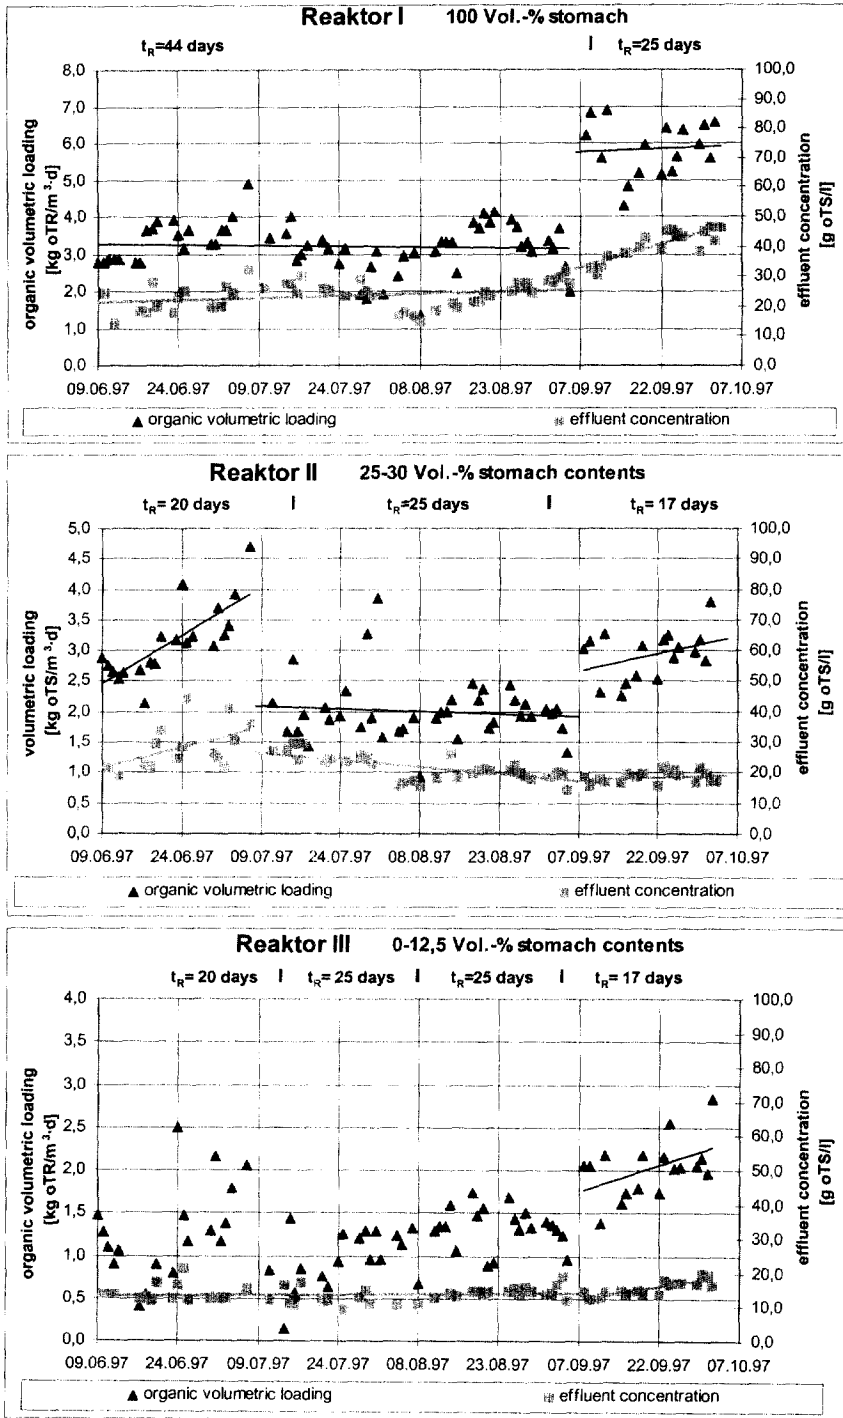 Reaktor I 100 Vol.-% stomach
tR=44 days I tR=25 days
8,0
7,0
6,0
5,0
4,0
3,0
2,0
1,0
0,0
organic volumetric loading
[kg oTR/m³·d]
100,0
90,0
80,0
70,0
60,0
50,0
40,0
30,0
20,0
10,0
0,0
effluent concentration
[g oTS/l]
09.06.97 24.06.97 09.07.97 24.07.97 08.08.97 23.08.97 07.09.97 22.09.97 07.10.97
▲ organic volumetric loading effluent concentration
Reaktor II 25-30 Vol.-% stomach contents
tR= 20 days I tR=25 days I tR= 17 days
5,0
4,5
4,0
3,5
3,0
2,5
2,0
1,5
1,0
0,5
0,0
volumetric loading
[kg oTS/m³·d]
100,0
90,0
80,0
70,0
60,0
50,0
40,0
30,0
20,0
10,0
0,0
effluent concentration
[g oTS/l]
09.06.97 24.06.97 09.07.97 24.07.97 08.08.97 23.08.97 07.09.97 22.09.97 07.10.97
▲ organic volumetric loading effluent concentration
Reaktor III 0-12,5 Vol.-% stomach contents
tR= 20 days I tR= 25 days I tR=25 days I tR= 17 days
4,0
3,5
3,0
2,5
2,0
1,5
1,0
0,5
0,0
organic volumetric loading
[kg oTR/m³·d]
100,0
90,0
80,0
70,0
60,0
50,0
40,0
30,0
20,0
10,0
0,0
effluent concentration
[g oTS/l]
09.06.97 24.06.97 09.07.97 24.07.97 08.08.97 23.08.97 07.09.97 22.09.97 07.10.97
▲ organic volumetric loading effluent concentration